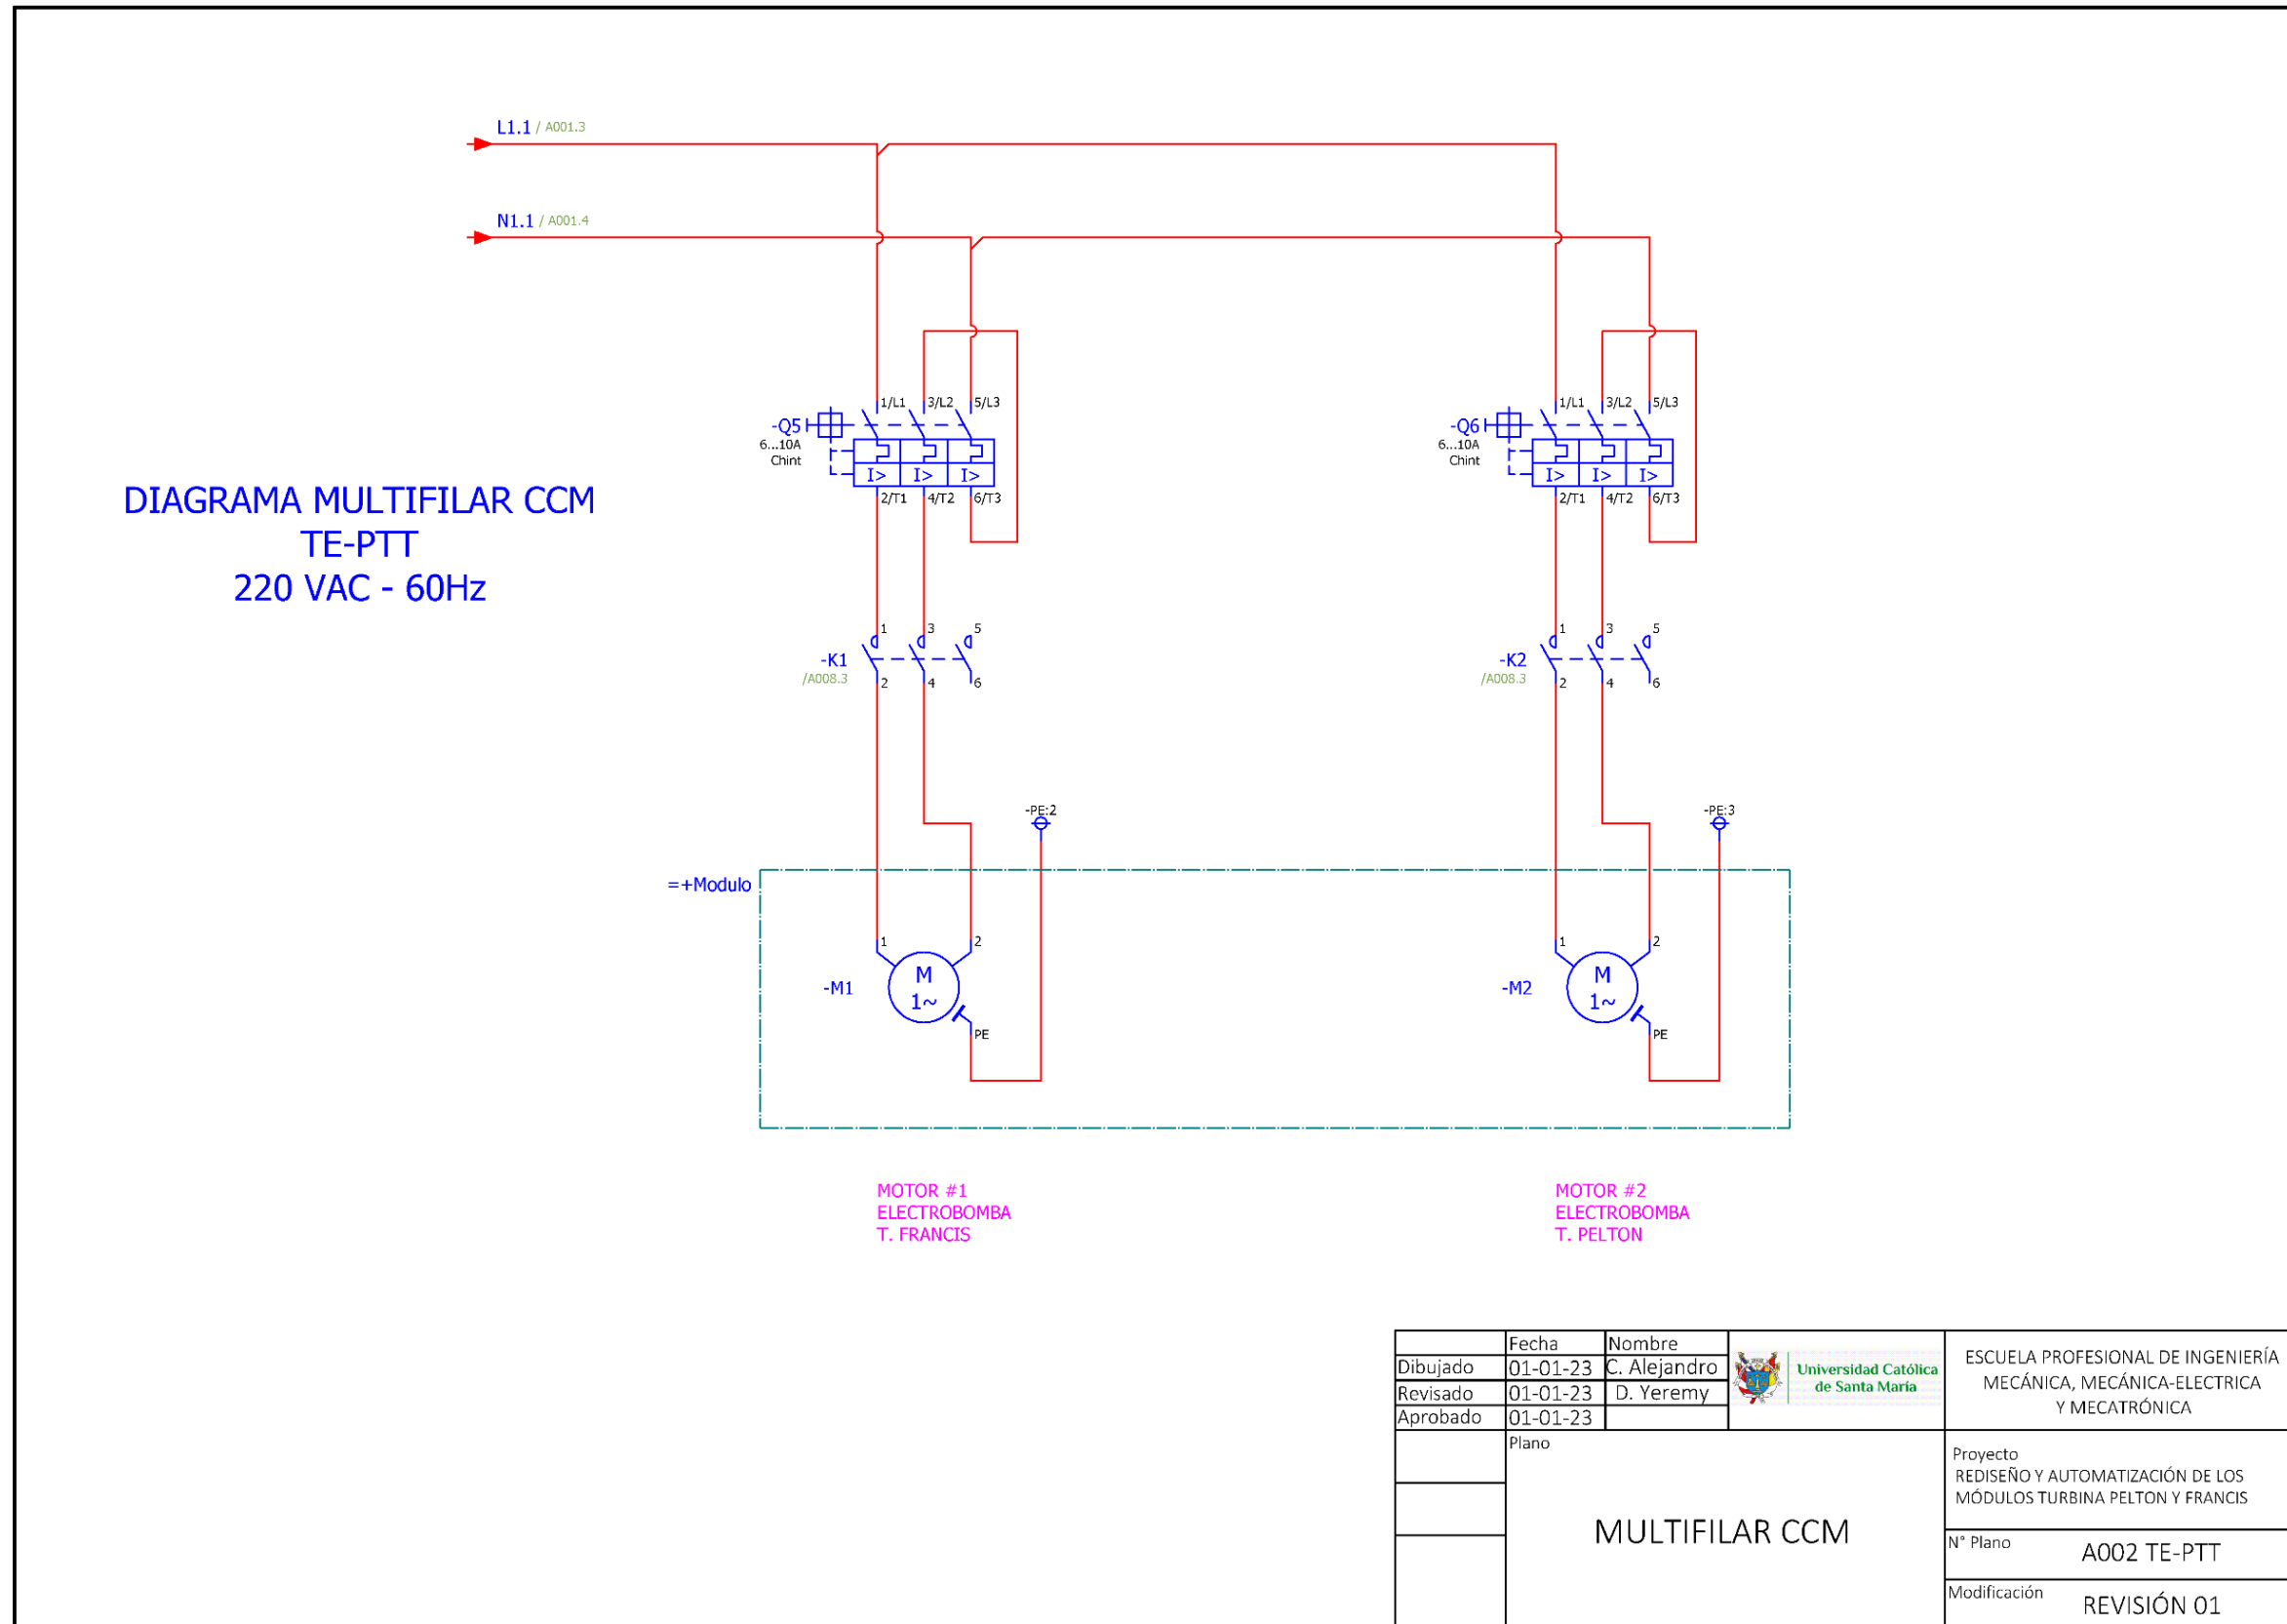 L1.1 / A001.3
N1.1 / A001.4
DIAGRAMA MULTIFILAR CCM
TE-PTT
220 VAC - 60Hz
-Q5
6...10A
Chint
1/L1 3/L2 5/L3
I> I> I>
2/T1 4/T2 6/T3
-Q6
6...10A
Chint
1/L1 3/L2 5/L3
I> I> I>
2/T1 4/T2 6/T3
-K1
/A008.3
1 3 5
2 4 6
-K2
/A008.3
1 3 5
2 4 6
-PE:2
-PE:3
=+Modulo
-M1
1 2
M
1~
PE
-M2
1 2
M
1~
PE
MOTOR #1
ELECTROBOMBA
T. FRANCIS
MOTOR #2
ELECTROBOMBA
T. PELTON
Fecha Nombre
Dibujado 01-01-23 C. Alejandro
Revisado 01-01-23 D. Yeremy
Aprobado 01-01-23
Universidad Católica
de Santa María
ESCUELA PROFESIONAL DE INGENIERÍA
MECÁNICA, MECÁNICA-ELECTRICA
Y MECATRÓNICA
Plano
MULTIFILAR CCM
Proyecto
REDISEÑO Y AUTOMATIZACIÓN DE LOS
MÓDULOS TURBINA PELTON Y FRANCIS
N° Plano A002 TE-PTT
Modificación REVISIÓN 01